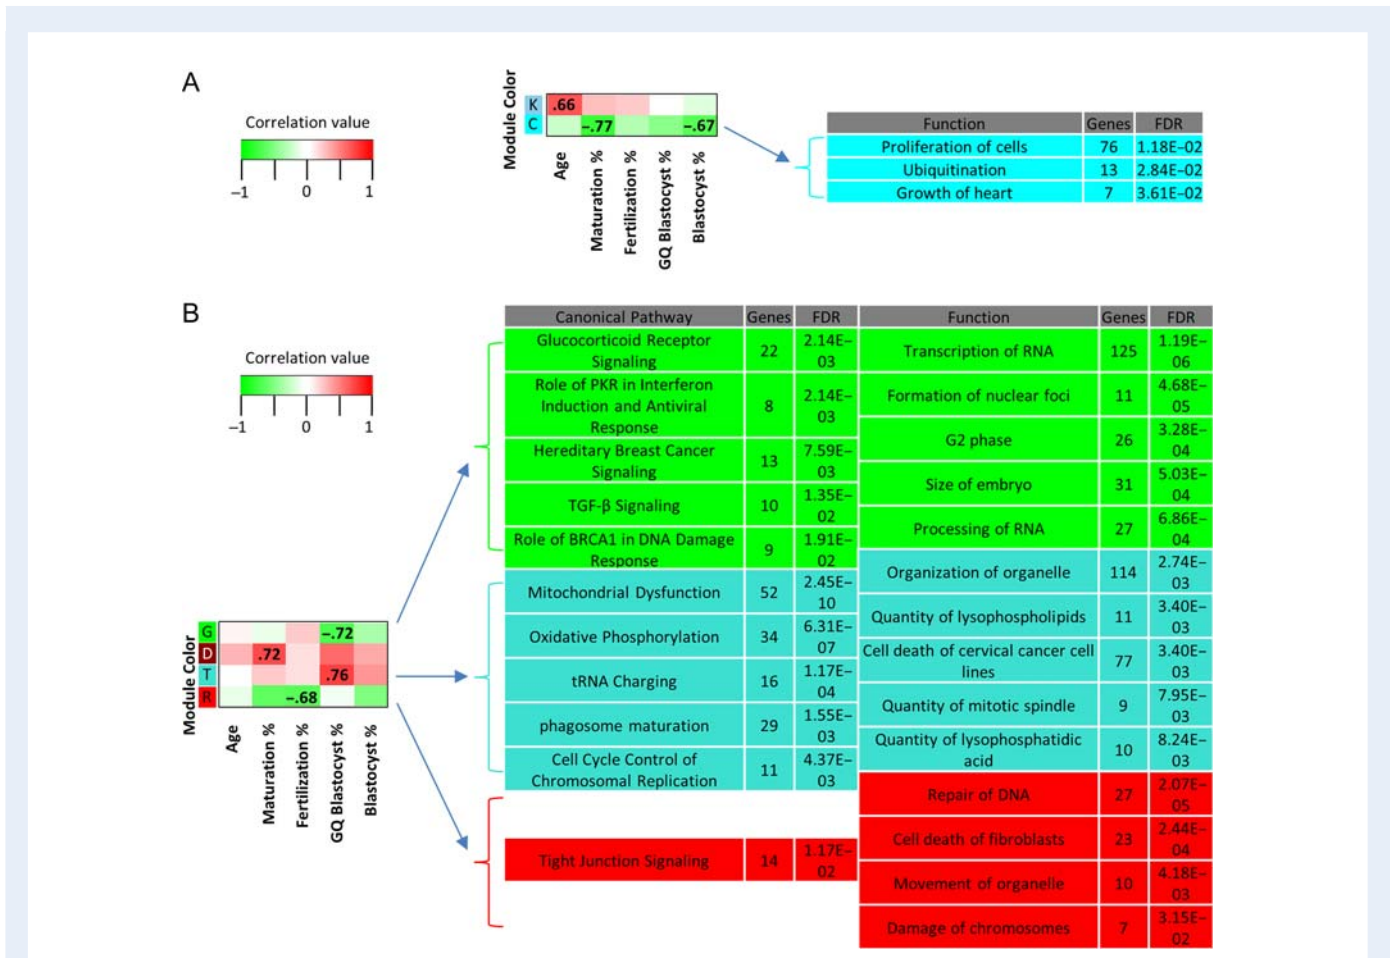 A
Correlation value
−1 0 1
Module Color
K .66
C −.77 −.67
Age
Maturation %
Fertilization %
GQ Blastocyst %
Blastocyst %
Function Genes FDR
Proliferation of cells 76 1.18E−02
Ubiquitination 13 2.84E−02
Growth of heart 7 3.61E−02
B
Correlation value
−1 0 1
Module Color
G −.72
D .72
T .76
R −.68
Age
Maturation %
Fertilization %
GQ Blastocyst %
Blastocyst %
Canonical Pathway Genes FDR
Glucocorticoid Receptor
Signaling
22
2.14E−
03
Role of PKR in Interferon
Induction and Antiviral
Response
8
2.14E−
03
Hereditary Breast Cancer
Signaling
13
7.59E−
03
TGF-β Signaling
10
1.35E−
02
Role of BRCA1 in DNA Damage
Response
9
1.91E−
02
Mitochondrial Dysfunction
52
2.45E−
10
Oxidative Phosphorylation
34
6.31E−
07
tRNA Charging
16
1.17E−
04
phagosome maturation
29
1.55E−
03
Cell Cycle Control of
Chromosomal Replication
11
4.37E−
03
Tight Junction Signaling
14
1.17E−
02
Function Genes FDR
Transcription of RNA
125
1.19E−
06
Formation of nuclear foci
11
4.68E−
05
G2 phase
26
3.28E−
04
Size of embryo
31
5.03E−
04
Processing of RNA
27
6.86E−
04
Organization of organelle
114
2.74E−
03
Quantity of lysophospholipids
11
3.40E−
03
Cell death of cervical cancer cell
lines
77
3.40E−
03
Quantity of mitotic spindle
9
7.95E−
03
Quantity of lysophosphatidic
acid
10
8.24E−
03
Repair of DNA
27
2.07E−
05
Cell death of fibroblasts
23
2.44E−
04
Movement of organelle
10
4.18E−
03
Damage of chromosomes
7
3.15E−
02